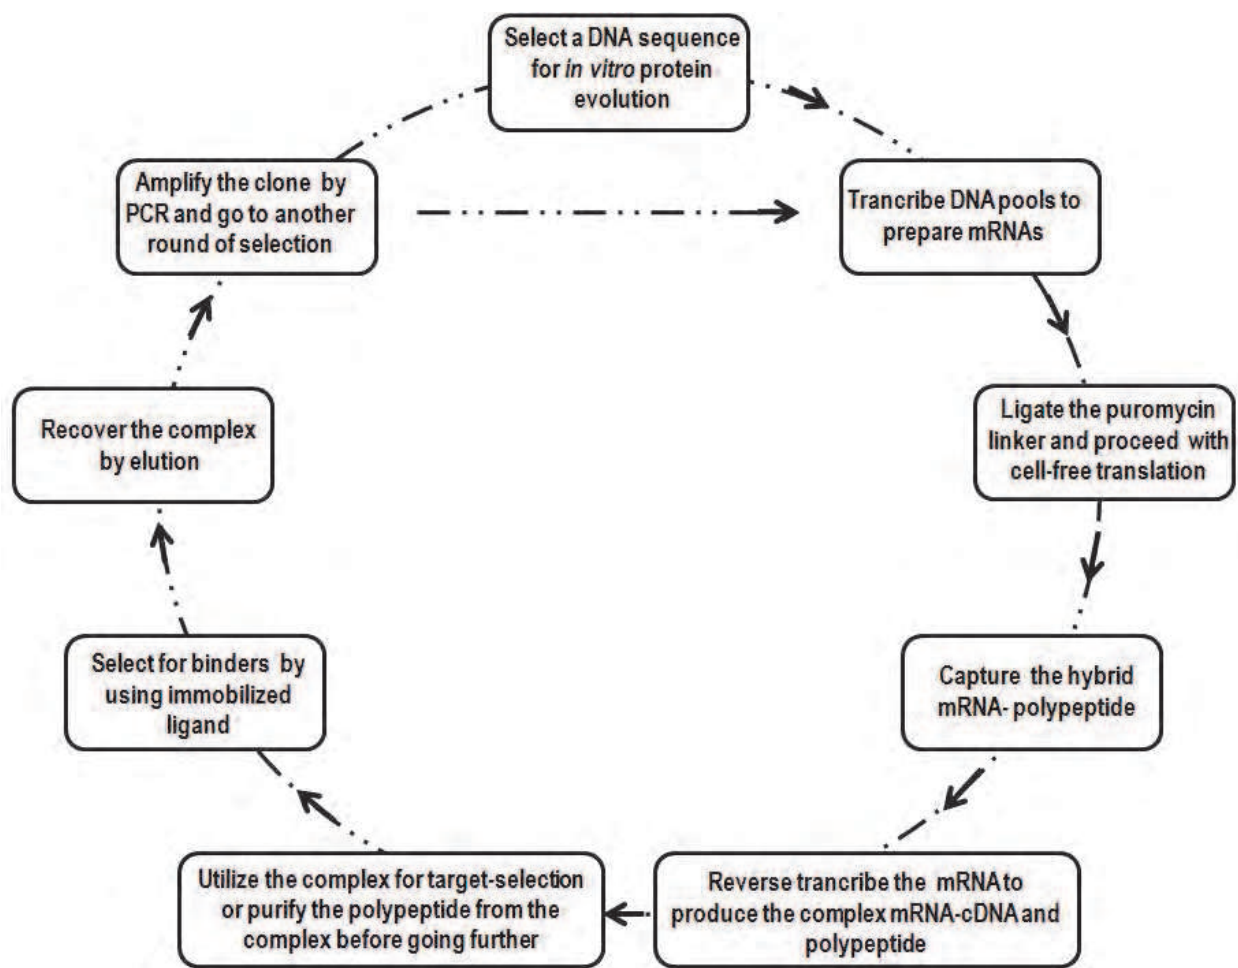 Select a DNA sequence
for in vitro protein
evolution
Amplify the clone by
PCR and go to another
round of selection
Trancribe DNA pools to
prepare mRNAs
Recover the complex
by elution
Ligate the puromycin
linker and proceed with
cell-free translation
Select for binders by
using immobilized
ligand
Capture the hybrid
mRNA- polypeptide
Utilize the complex for target-selection
or purify the polypeptide from the
complex before going further
Reverse trancribe the mRNA to
produce the complex mRNA-cDNA and
polypeptide